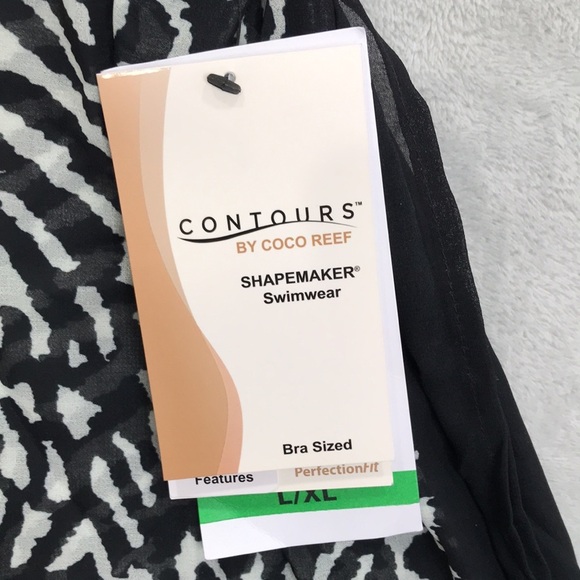 CONTOURS™
BY COCO REEF
SHAPEMAKER®
Swimwear
Bra Sized
Features
PerfectionFit
L/XL